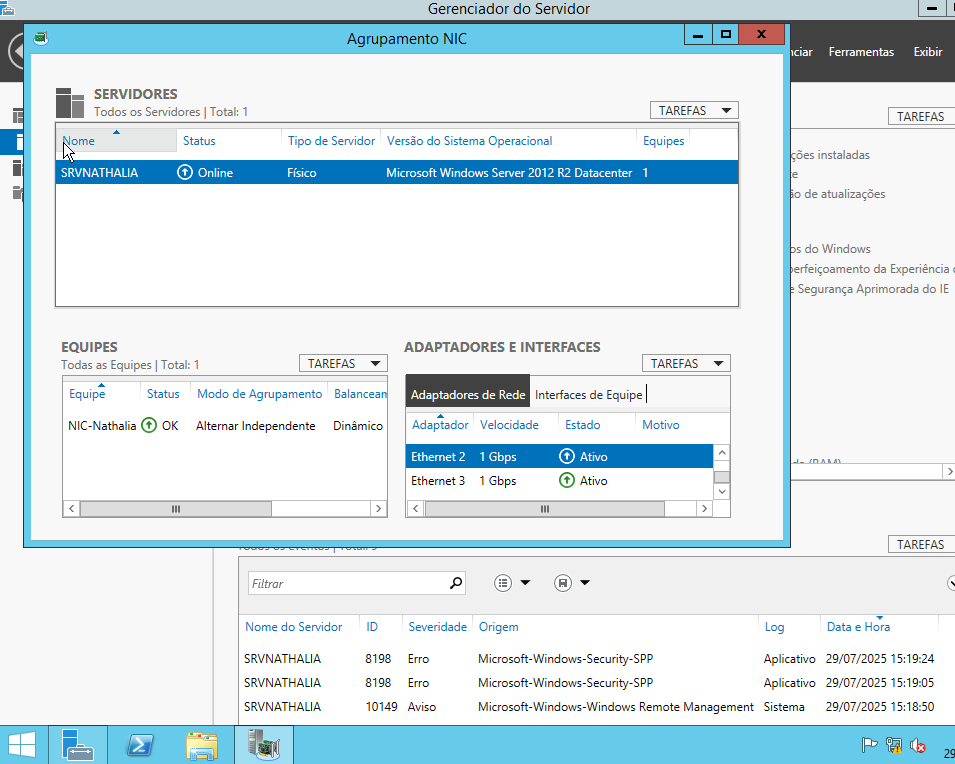 Gerenciador do Servidor
Agrupamento NIC
nciar Ferramentas Exibir
SERVIDORES
Todos os Servidores | Total: 1
TAREFAS
TAREFAS
Nome Status Tipo de Servidor Versão do Sistema Operacional Equipes
SRVNATHALIA Online Físico Microsoft Windows Server 2012 R2 Datacenter 1
ções instaladas
e
ão de atualizações
os do Windows
perfeiçoamento da Experiência
e Segurança Aprimorada do IE
EQUIPES
Todas as Equipes | Total: 1
TAREFAS
Equipe Status Modo de Agrupamento Balanceam
NIC-Nathalia OK Alternar Independente Dinâmico
ADAPTADORES E INTERFACES
TAREFAS
Adaptadores de Rede Interfaces de Equipe
Adaptador Velocidade Estado Motivo
Ethernet 2 1 Gbps Ativo
Ethernet 3 1 Gbps Ativo
TAREFAS
Filtrar
Nome do Servidor ID Severidade Origem Log Data e Hora
SRVNATHALIA 8198 Erro Microsoft-Windows-Security-SPP Aplicativo 29/07/2025 15:19:24
SRVNATHALIA 8198 Erro Microsoft-Windows-Security-SPP Aplicativo 29/07/2025 15:19:05
SRVNATHALIA 10149 Aviso Microsoft-Windows-Windows Remote Management Sistema 29/07/2025 15:18:50
29